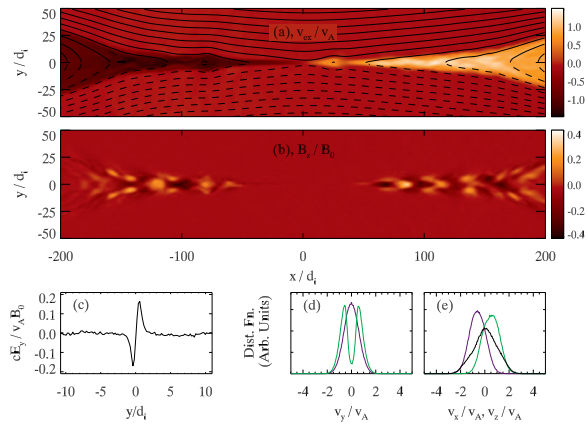 (a), v_ex / v_A
y / d_i
50
25
0
-25
-50
1.5
1.0
0.5
0.0
-0.5
-1.0
(b), B_z / B_0
y / d_i
50
25
0
-25
-50
0.4
0.2
0.0
-0.2
-0.4
-200 -100 0 100 200
x / d_i
(c)
cE_y / v_A B_0
0.2
0.1
0.0
-0.1
-0.2
-10 -5 0 5 10
y/d_i
(d)
Dist. Fn.
(Arb. Units)
-4 -2 0 2 4
v_y / v_A
(e)
-4 -2 0 2 4
v_x / v_A, v_z / v_A